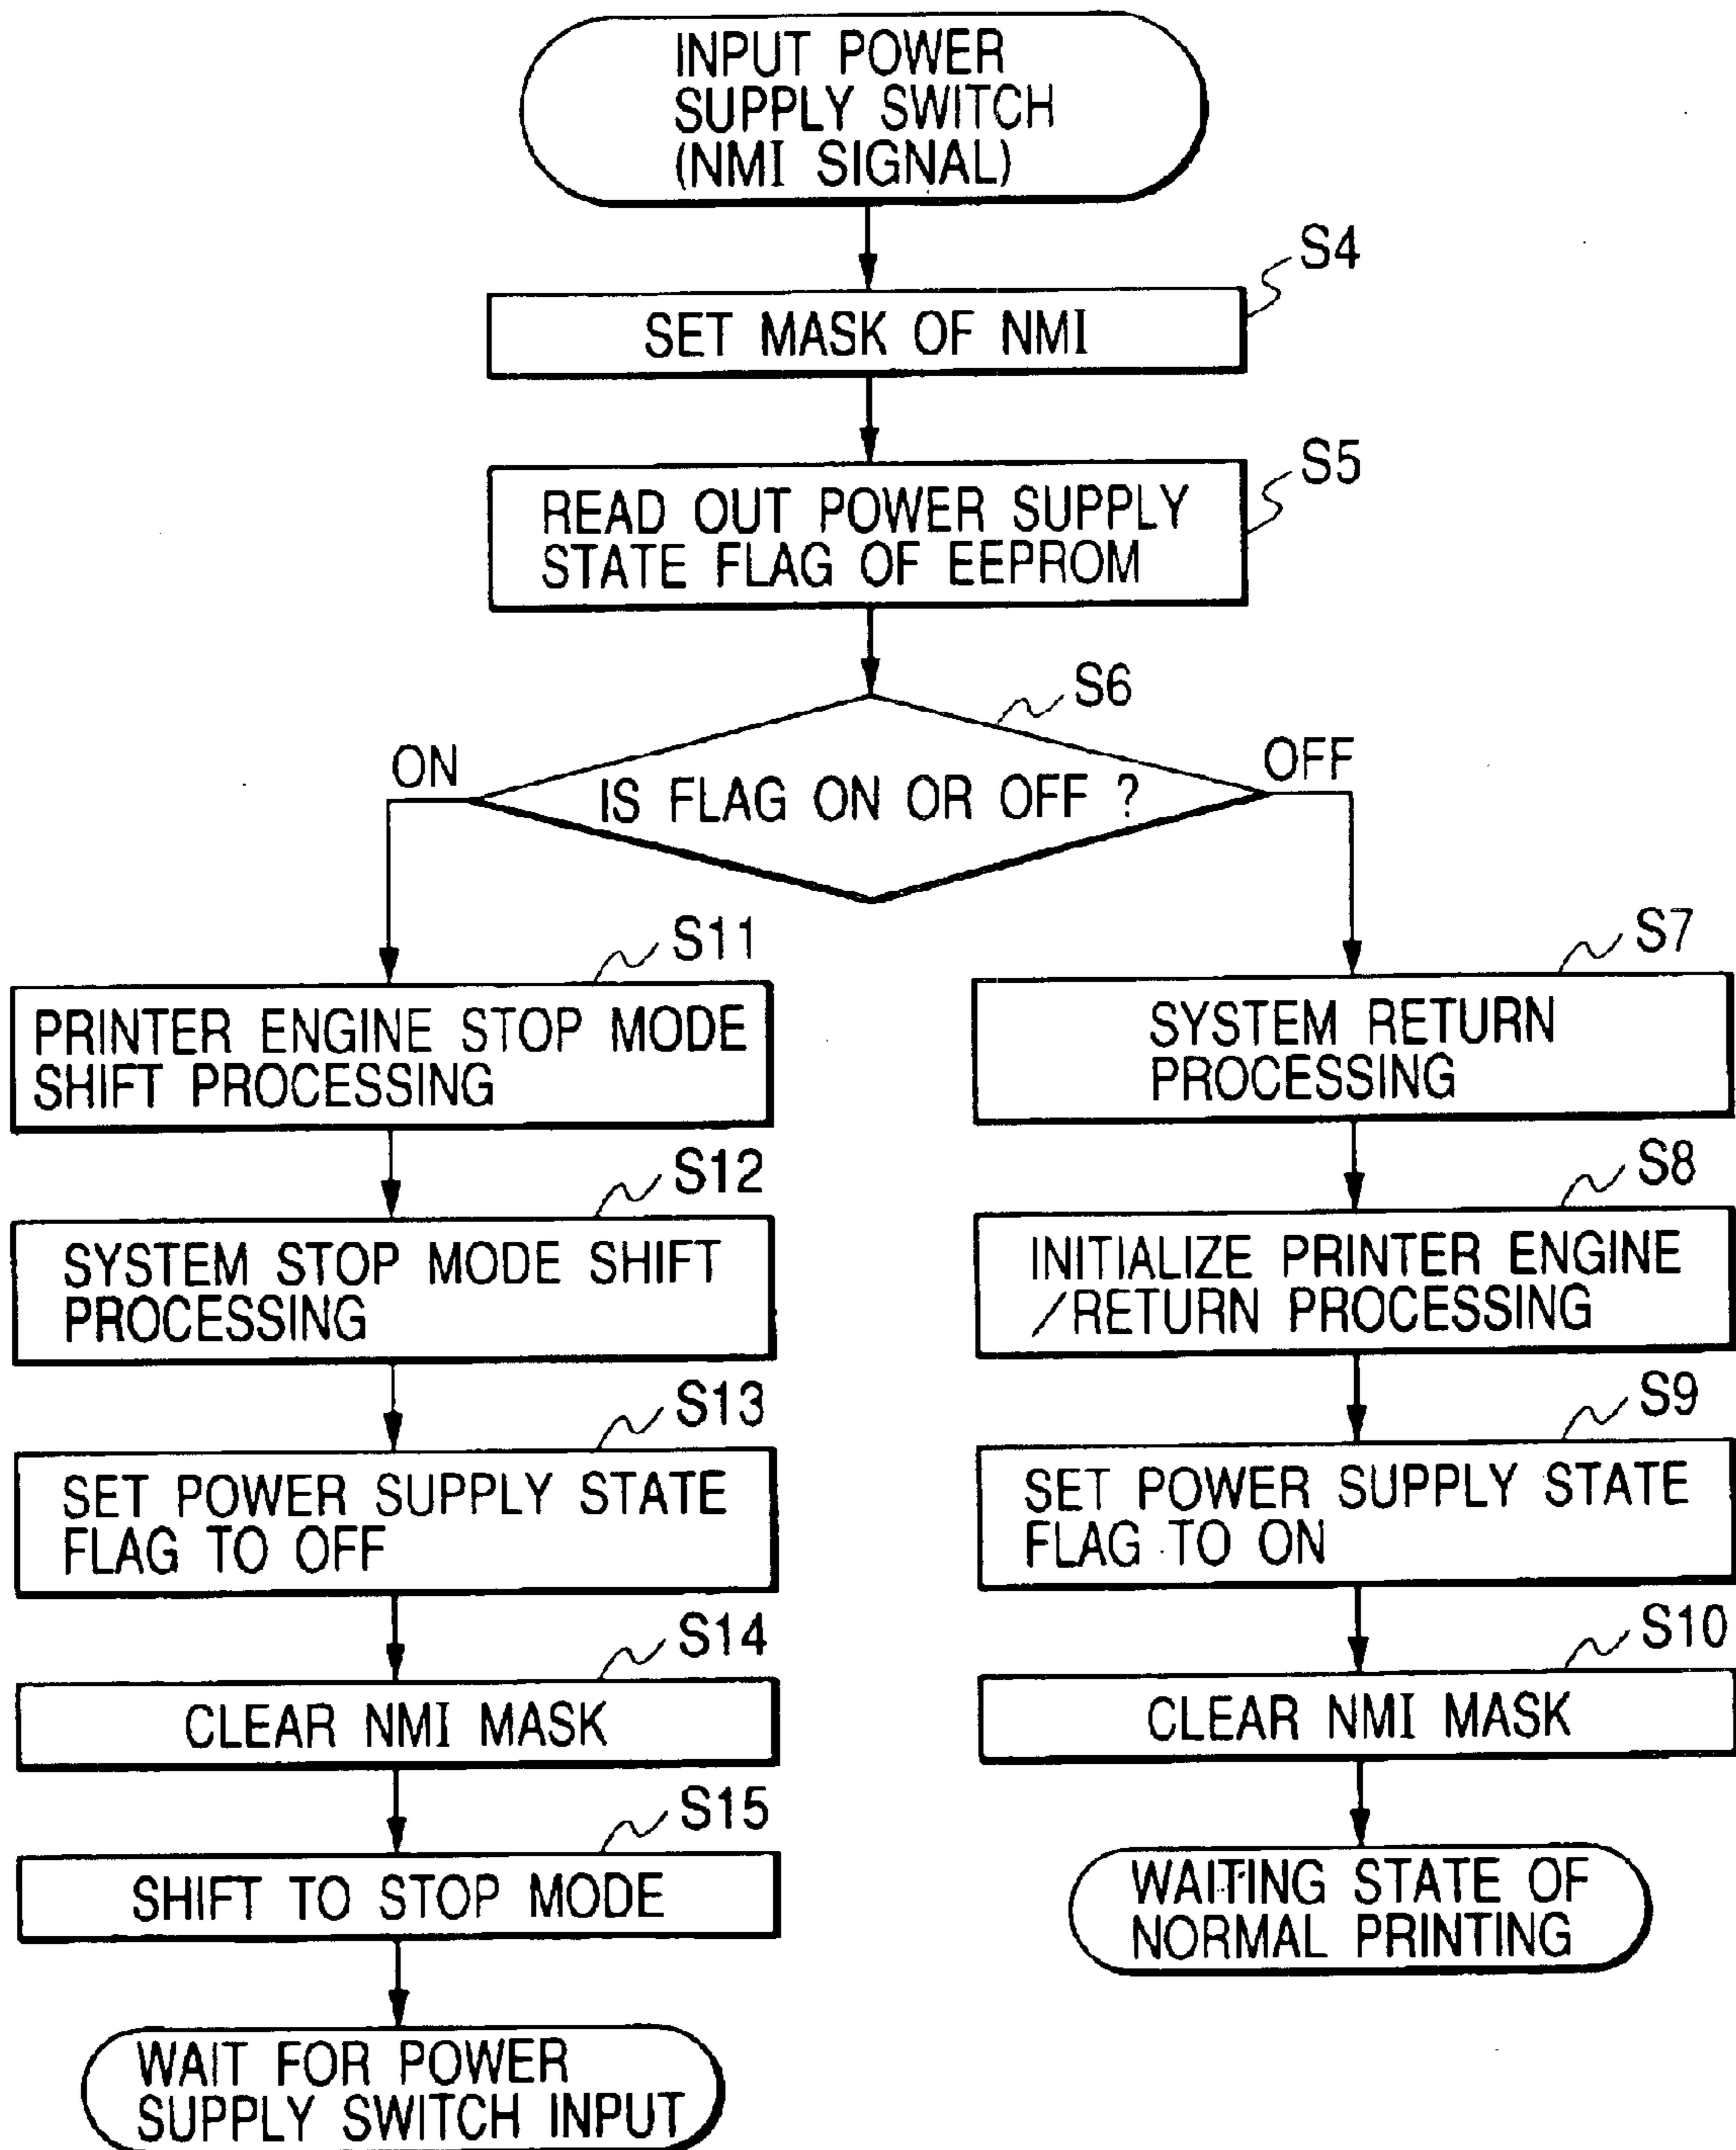 INPUT POWER
SUPPLY SWITCH
(NMI SIGNAL)
S4
SET MASK OF NMI
S5
READ OUT POWER SUPPLY
STATE FLAG OF EEPROM
S6
ON
IS FLAG ON OR OFF ?
OFF
S11
PRINTER ENGINE STOP MODE
SHIFT PROCESSING
S12
SYSTEM STOP MODE SHIFT
PROCESSING
S13
SET POWER SUPPLY STATE
FLAG TO OFF
S14
CLEAR NMI MASK
S15
SHIFT TO STOP MODE
WAIT FOR POWER
SUPPLY SWITCH INPUT
S7
SYSTEM RETURN
PROCESSING
S8
INITIALIZE PRINTER ENGINE
/RETURN PROCESSING
S9
SET POWER SUPPLY STATE
FLAG TO ON
S10
CLEAR NMI MASK
WAITING STATE OF
NORMAL PRINTING